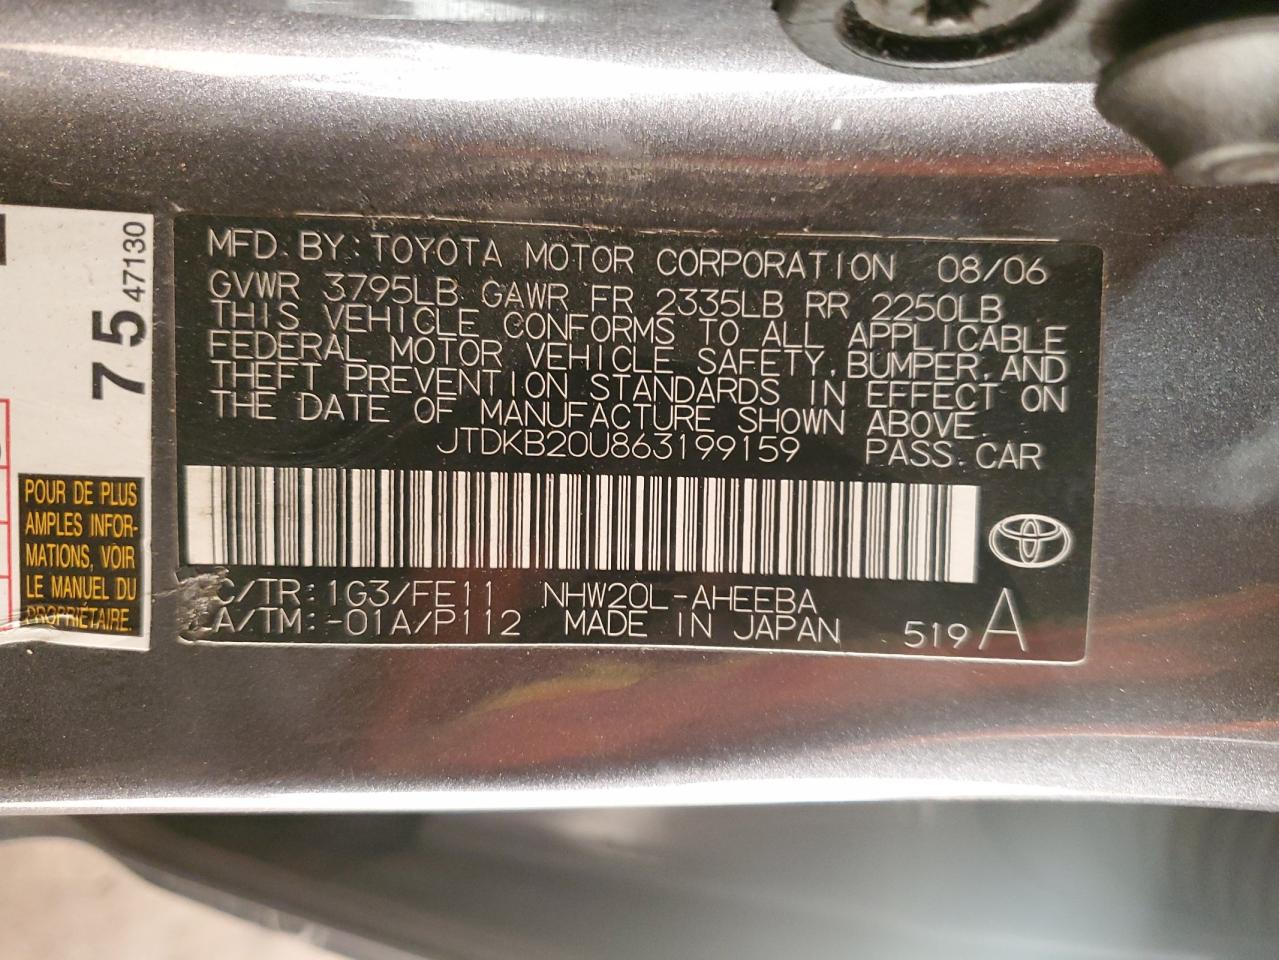 MFD. BY: TOYOTA MOTOR CORPORATION 08/06
GVWR 3795LB GAWR FR 2335LB RR 2250LB
THIS VEHICLE CONFORMS TO ALL APPLICABLE
FEDERAL MOTOR VEHICLE SAFETY, BUMPER, AND
THEFT PREVENTION STANDARDS IN EFFECT ON
THE DATE OF MANUFACTURE SHOWN ABOVE.
JTDKB20U863199159 PASS. CAR
C/TR: 1G3/FE11 NHW20L-AHEEBA
A/TM: -01A/P112 MADE IN JAPAN 519 A
75 47130
POUR DE PLUS
AMPLES INFOR-
MATIONS, VOIR
LE MANUEL DU
PROPRIÉTAIRE.